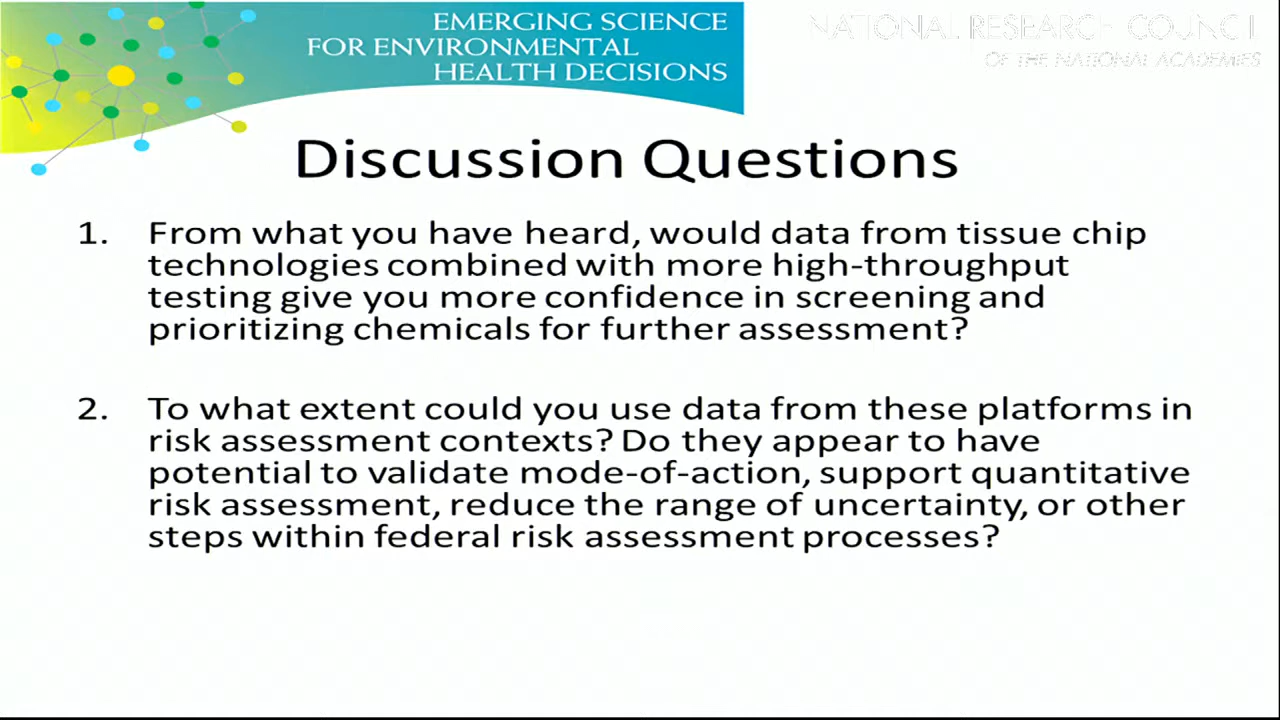 EMERGING SCIENCE
FOR ENVIRONMENTAL
HEALTH DECISIONS
NATIONAL RESEARCH COUNCIL
OF THE NATIONAL ACADEMIES
Discussion Questions
1. From what you have heard, would data from tissue chip
technologies combined with more high-throughput
testing give you more confidence in screening and
prioritizing chemicals for further assessment?
2. To what extent could you use data from these platforms in
risk assessment contexts? Do they appear to have
potential to validate mode-of-action, support quantitative
risk assessment, reduce the range of uncertainty, or other
steps within federal risk assessment processes?